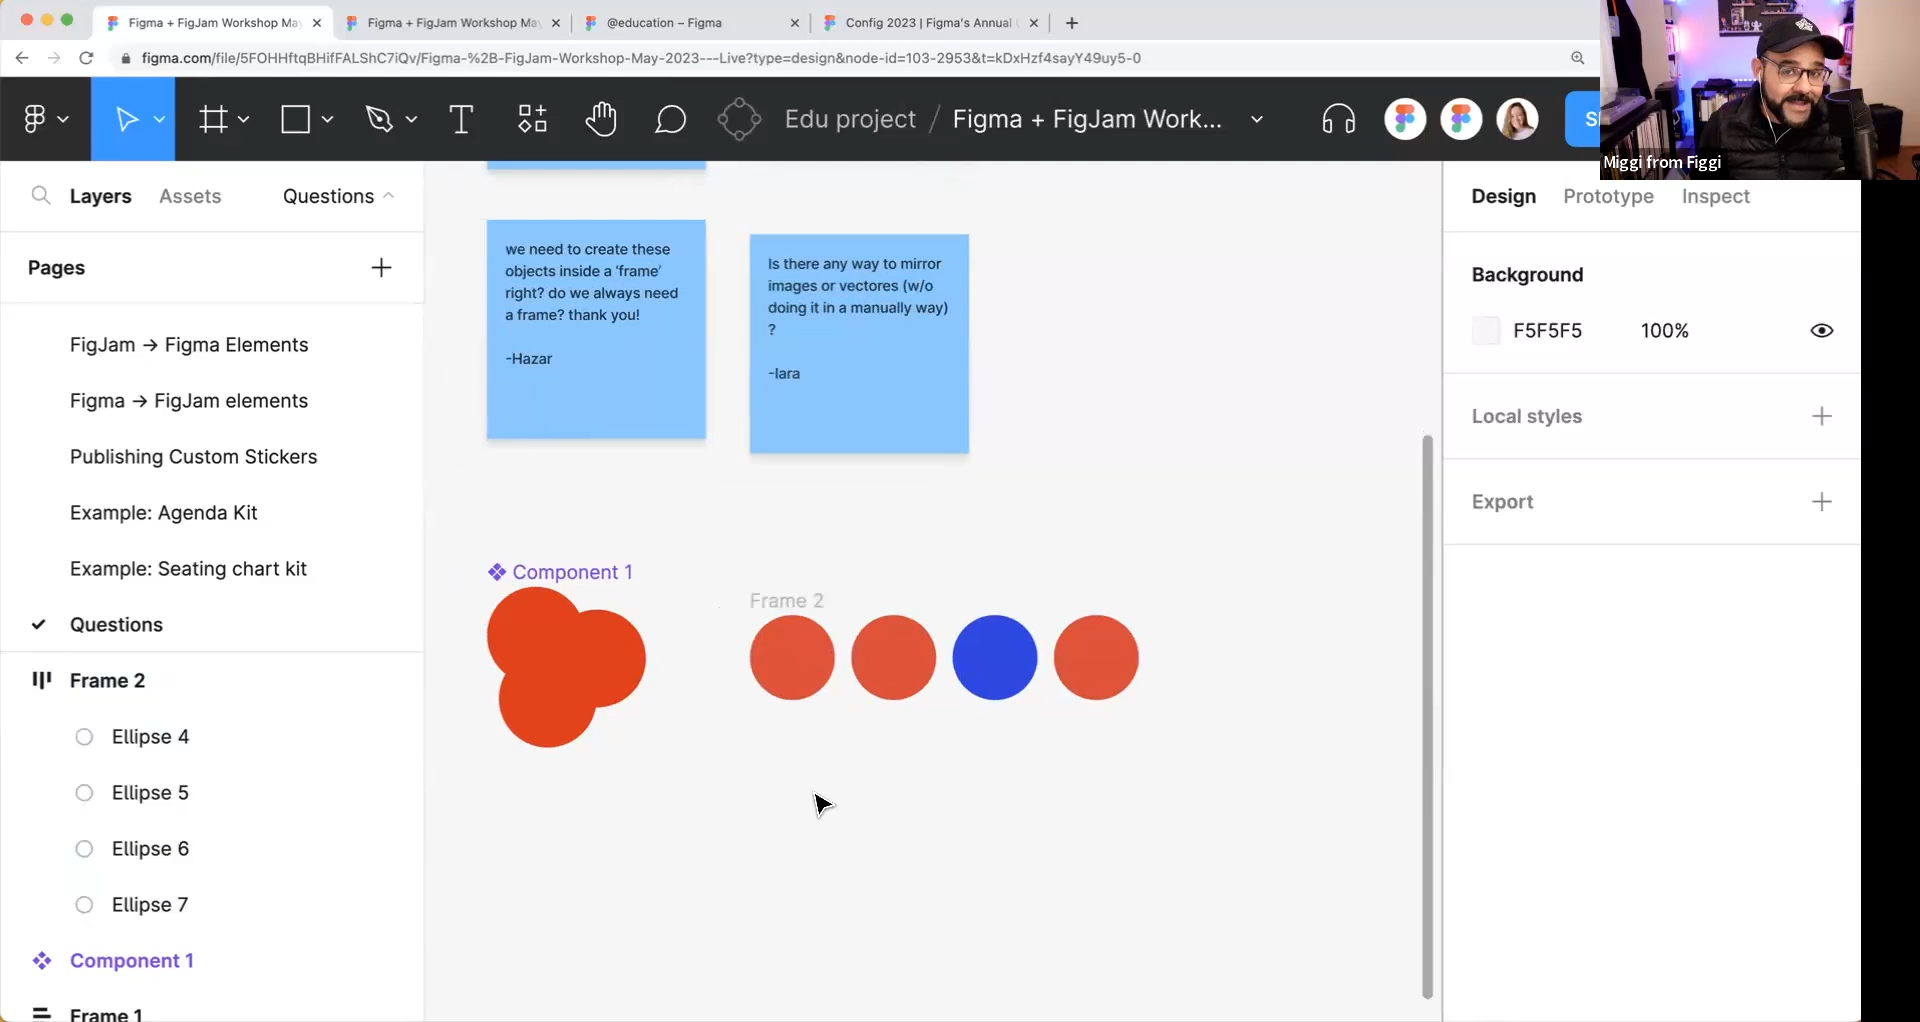 Figma + FigJam Workshop May
Figma + FigJam Workshop May
@education – Figma
Config 2023 | Figma's Annual
figma.com/file/5FOHHftqBHifFALShC7iQv/Figma-%2B-FigJam-Workshop-May-2023---Live?type=design&node-id=103-2953&t=kDxHzf4sayY49uy5-0
Edu project / Figma + FigJam Work...
Miggi from Figgi
Layers
Assets
Questions
Design
Prototype
Inspect
Pages
FigJam → Figma Elements
Figma → FigJam elements
Publishing Custom Stickers
Example: Agenda Kit
Example: Seating chart kit
Questions
Frame 2
Ellipse 4
Ellipse 5
Ellipse 6
Ellipse 7
Component 1
Frame 1
we need to create these
objects inside a ‘frame’
right? do we always need
a frame? thank you!
-Hazar
Is there any way to mirror
images or vectores (w/o
doing it in a manually way)
?
-Iara
Component 1
Frame 2
Background
F5F5F5
100%
Local styles
Export